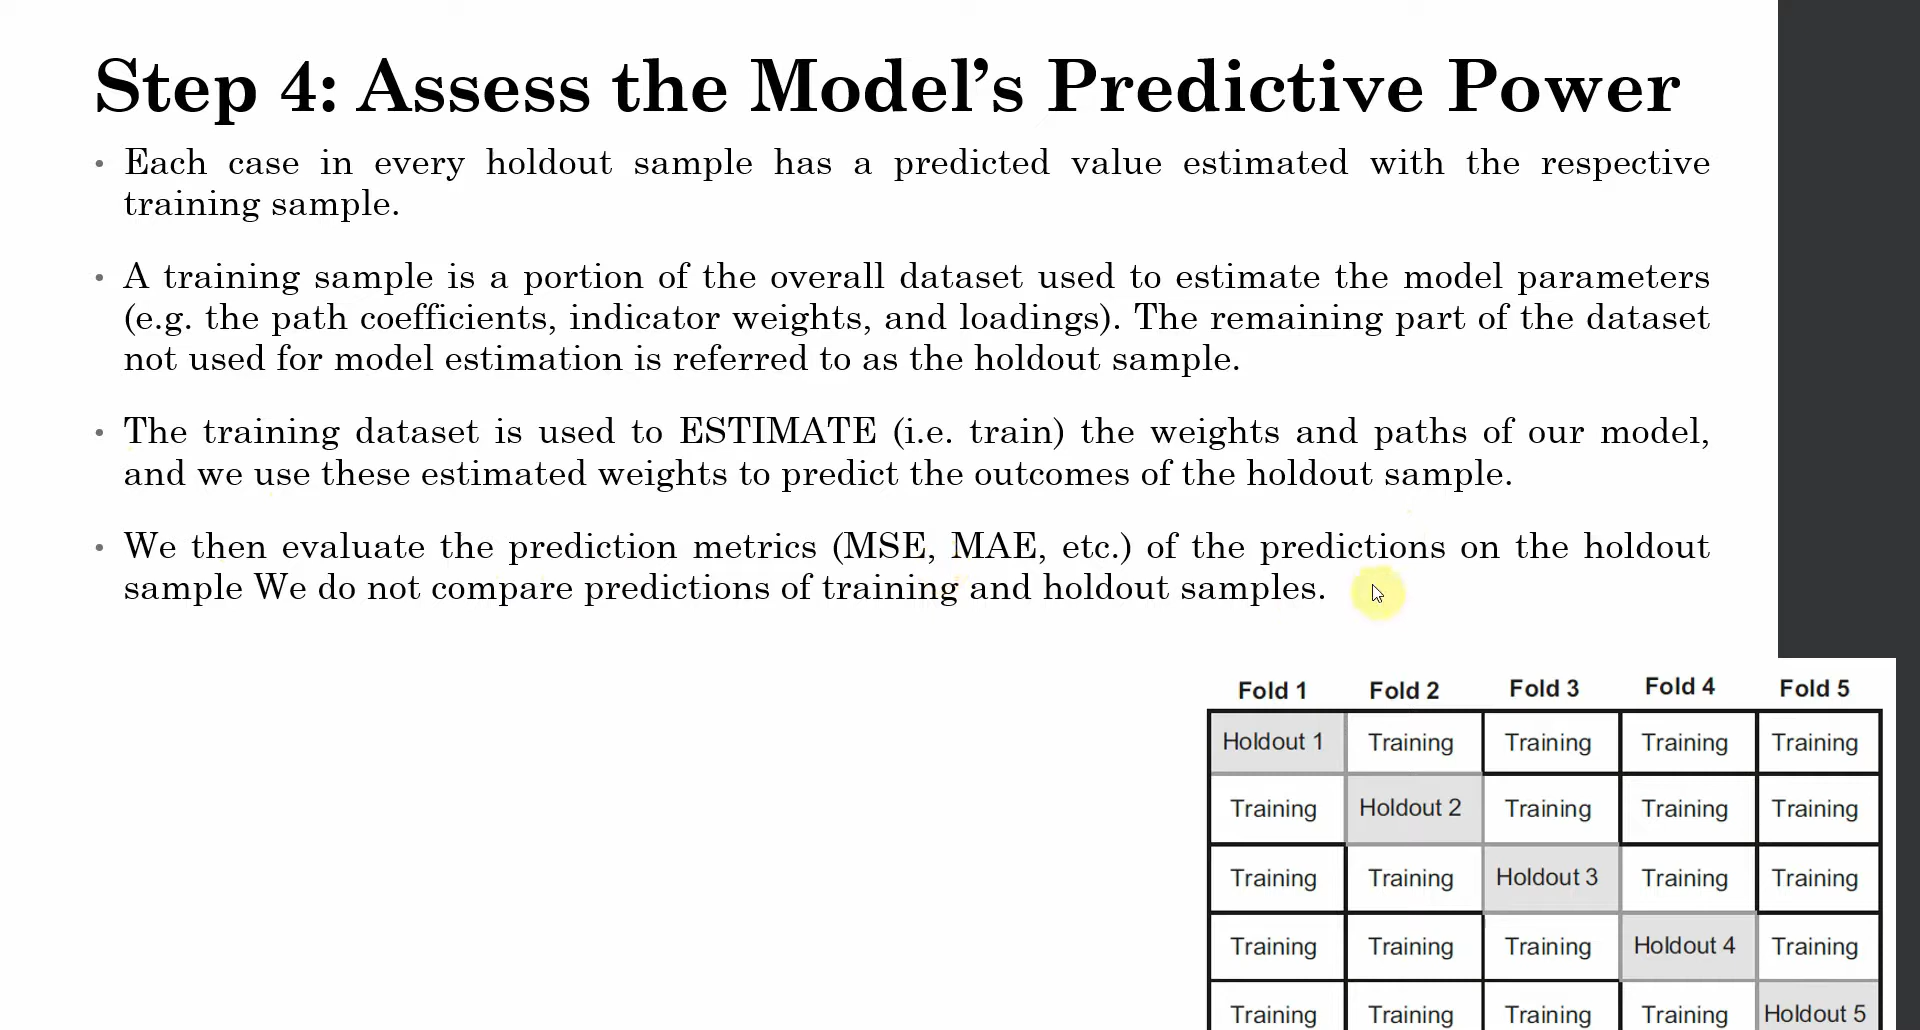 Step 4: Assess the Model’s Predictive Power
• Each case in every holdout sample has a predicted value estimated with the respective
training sample.
• A training sample is a portion of the overall dataset used to estimate the model parameters
(e.g. the path coefficients, indicator weights, and loadings). The remaining part of the dataset
not used for model estimation is referred to as the holdout sample.
• The training dataset is used to ESTIMATE (i.e. train) the weights and paths of our model,
and we use these estimated weights to predict the outcomes of the holdout sample.
• We then evaluate the prediction metrics (MSE, MAE, etc.) of the predictions on the holdout
sample We do not compare predictions of training and holdout samples.
Fold 1 Fold 2 Fold 3 Fold 4 Fold 5
Holdout 1 Training Training Training Training
Training Holdout 2 Training Training Training
Training Training Holdout 3 Training Training
Training Training Training Holdout 4 Training
Training Training Training Training Holdout 5